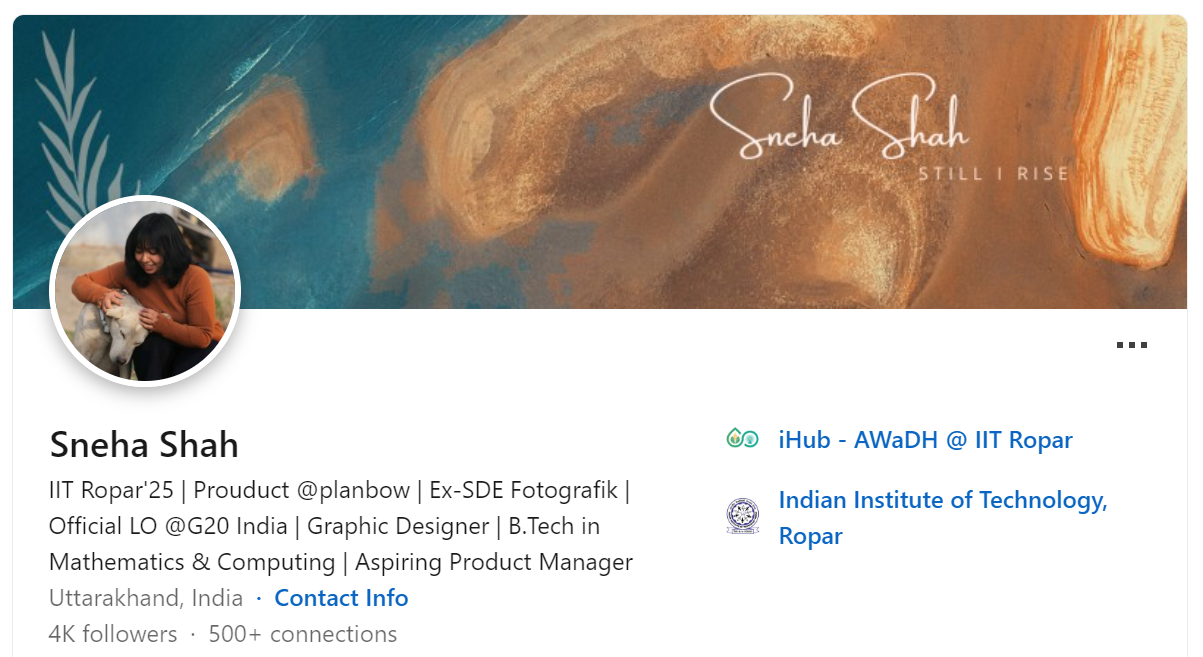 Sneha Shah
STILL I RISE
Sneha Shah
IIT Ropar'25 | Prouduct @planbow | Ex-SDE Fotografik |
Official LO @G20 India | Graphic Designer | B.Tech in
Mathematics & Computing | Aspiring Product Manager
Uttarakhand, India · Contact Info
4K followers · 500+ connections
iHub - AWaDH @ IIT Ropar
Indian Institute of Technology,
Ropar